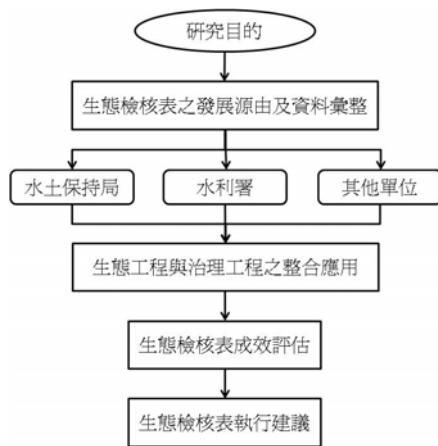 研究目的
生態檢核表之發展源由及資料彙整
水土保持局
水利署
其他單位
生態工程與治理工程之整合應用
生態檢核表成效評估
生態檢核表執行建議